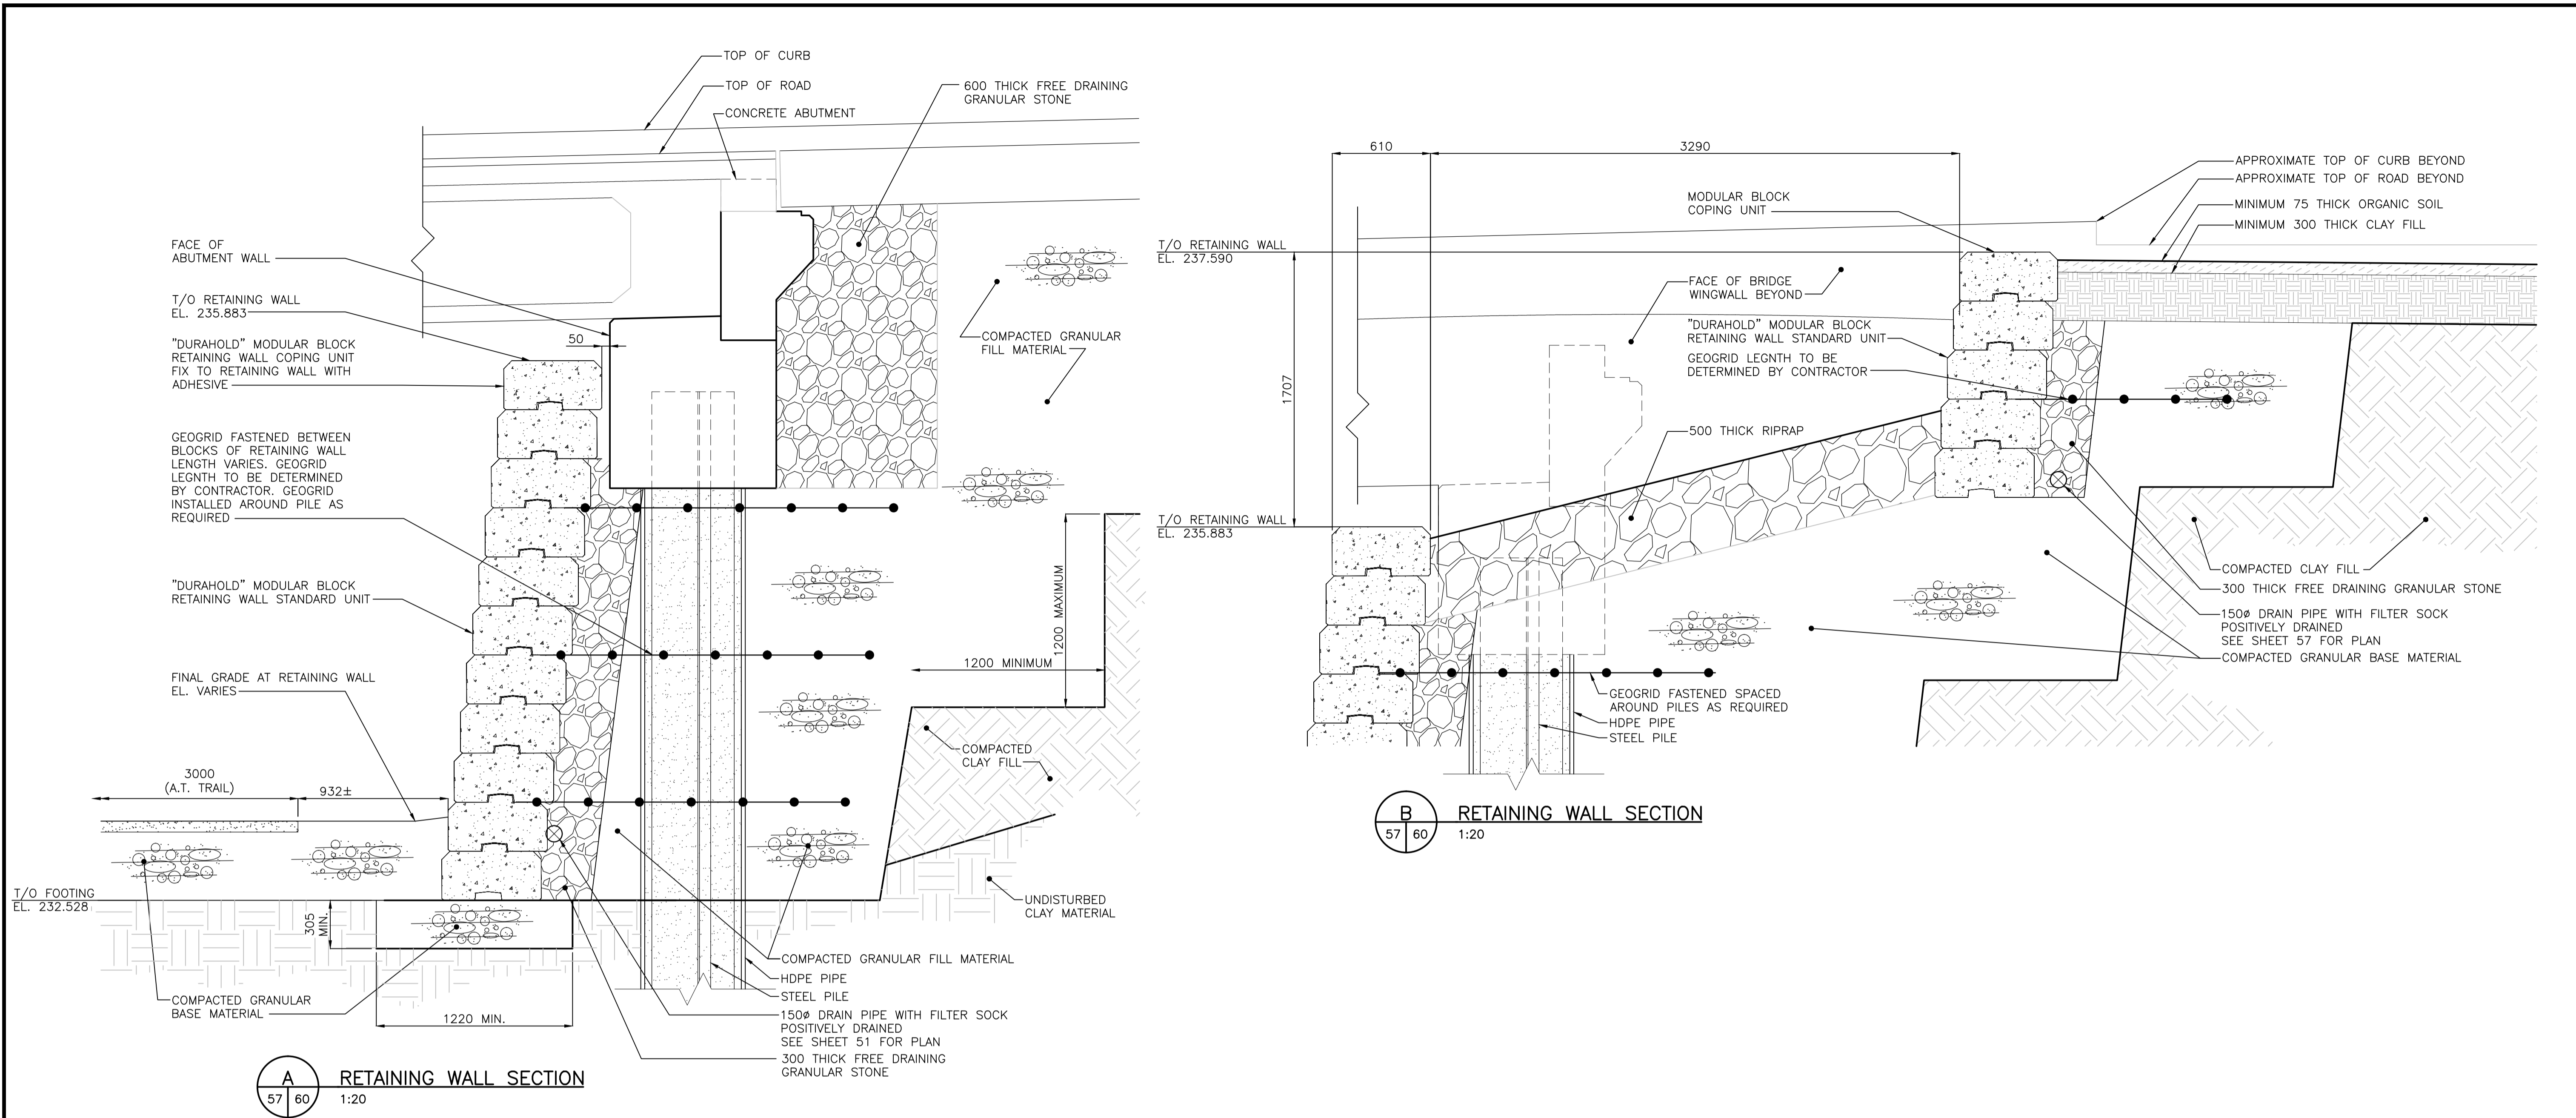 TOP OF CURB
TOP OF ROAD
CONCRETE ABUTMENT
600 THICK FREE DRAINING
GRANULAR STONE
FACE OF
ABUTMENT WALL
T/O RETAINING WALL
EL. 235.883
50
"DURAHOLD" MODULAR BLOCK
RETAINING WALL COPING UNIT
FIX TO RETAINING WALL WITH
ADHESIVE
COMPACTED GRANULAR
FILL MATERIAL
GEOGRID FASTENED BETWEEN
BLOCKS OF RETAINING WALL
LENGTH VARIES. GEOGRID
LEGNTH TO BE DETERMINED
BY CONTRACTOR. GEOGRID
INSTALLED AROUND PILE AS
REQUIRED
"DURAHOLD" MODULAR BLOCK
RETAINING WALL STANDARD UNIT
1200 MAXIMUM
1200 MINIMUM
FINAL GRADE AT RETAINING WALL
EL. VARIES
COMPACTED
CLAY FILL
3000
(A.T. TRAIL)
932±
T/O FOOTING
EL. 232.528
305
MIN.
UNDISTURBED
CLAY MATERIAL
COMPACTED GRANULAR FILL MATERIAL
HDPE PIPE
STEEL PILE
COMPACTED GRANULAR
BASE MATERIAL
1220 MIN.
150ø DRAIN PIPE WITH FILTER SOCK
POSITIVELY DRAINED
SEE SHEET 51 FOR PLAN
300 THICK FREE DRAINING
GRANULAR STONE
A
57 60
RETAINING WALL SECTION
1:20
610
3290
APPROXIMATE TOP OF CURB BEYOND
APPROXIMATE TOP OF ROAD BEYOND
MINIMUM 75 THICK ORGANIC SOIL
MINIMUM 300 THICK CLAY FILL
MODULAR BLOCK
COPING UNIT
T/O RETAINING WALL
EL. 237.590
FACE OF BRIDGE
WINGWALL BEYOND
"DURAHOLD" MODULAR BLOCK
RETAINING WALL STANDARD UNIT
GEOGRID LEGNTH TO BE
DETERMINED BY CONTRACTOR
1707
500 THICK RIPRAP
T/O RETAINING WALL
EL. 235.883
COMPACTED CLAY FILL
300 THICK FREE DRAINING GRANULAR STONE
150ø DRAIN PIPE WITH FILTER SOCK
POSITIVELY DRAINED
SEE SHEET 57 FOR PLAN
COMPACTED GRANULAR BASE MATERIAL
GEOGRID FASTENED SPACED
AROUND PILES AS REQUIRED
HDPE PIPE
STEEL PILE
B
57 60
RETAINING WALL SECTION
1:20